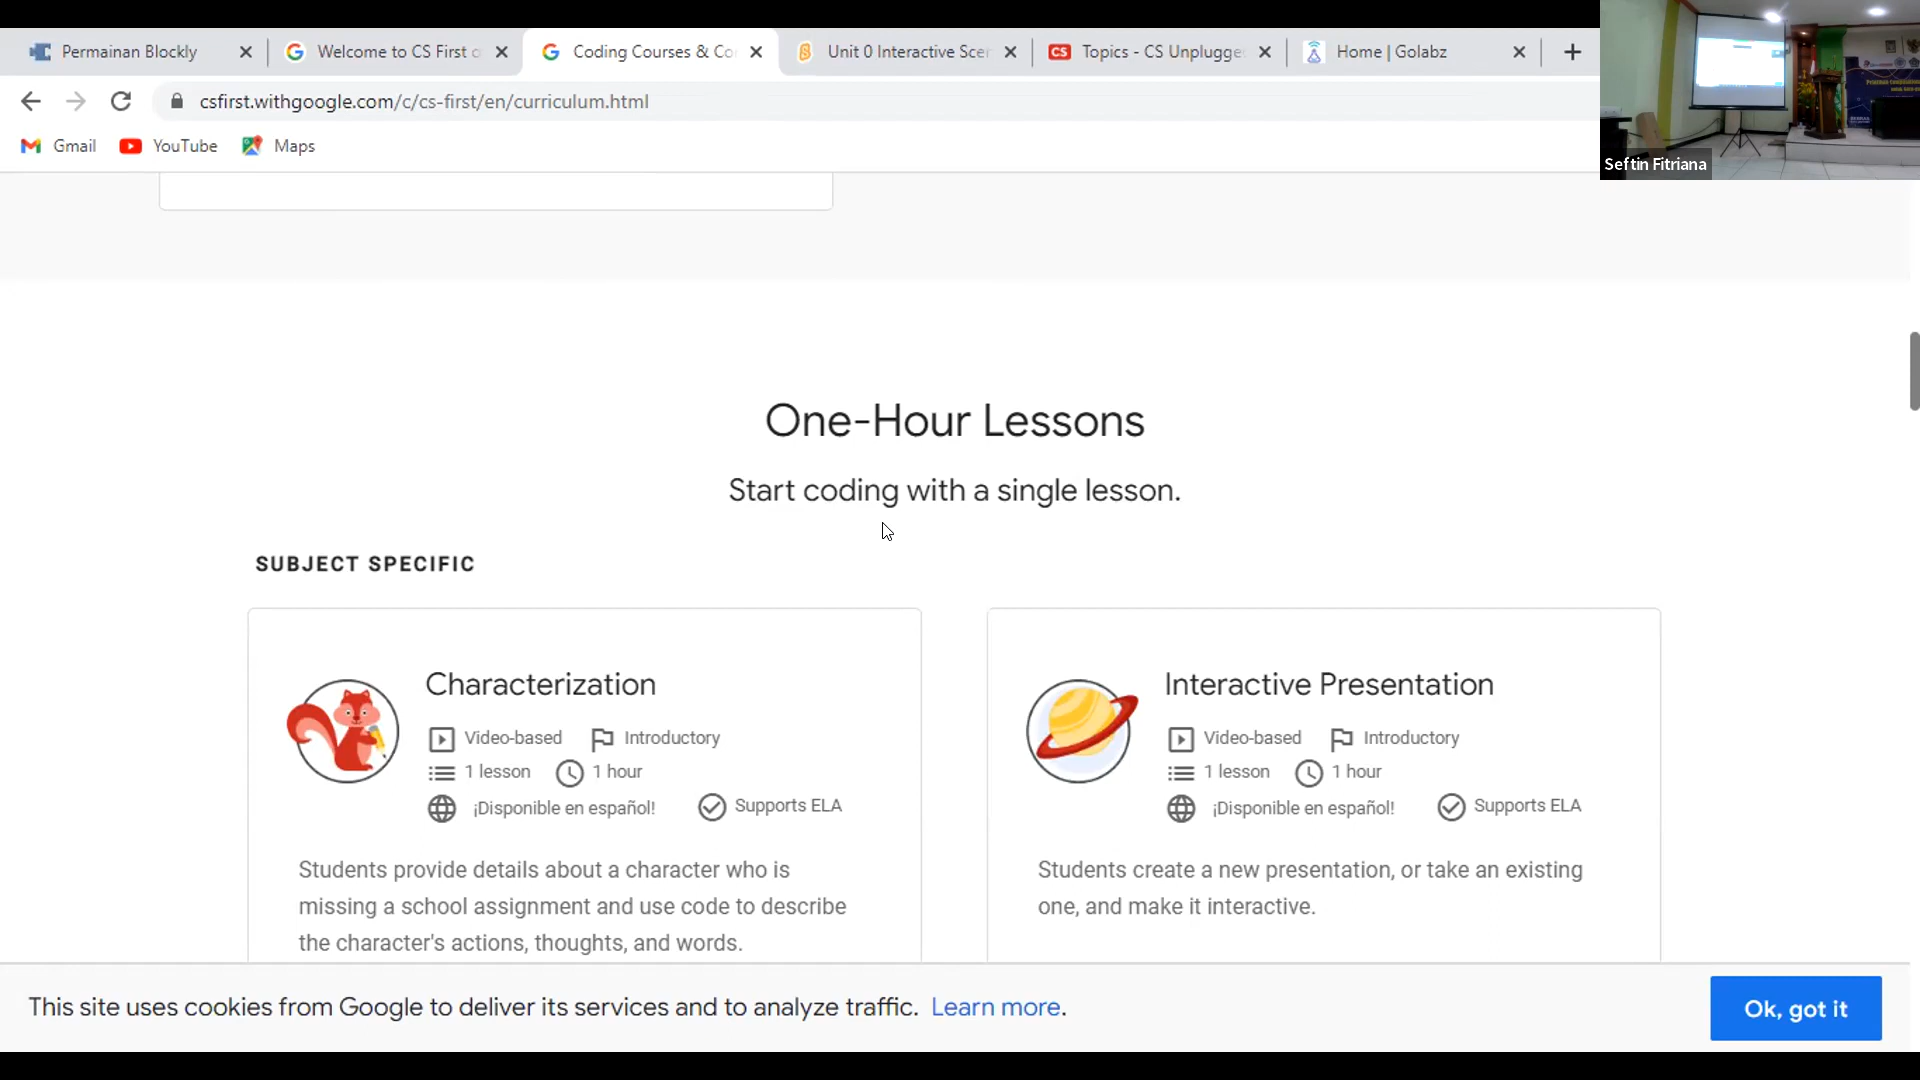 Permainan Blockly
Welcome to CS First
Coding Courses & Co
Unit 0 Interactive Scen
CS
Topics - CS Unplugge
Home | Golabz
csfirst.withgoogle.com/c/cs-first/en/curriculum.html
Gmail
YouTube
Maps
Seftin Fitriana
One-Hour Lessons
Start coding with a single lesson.
SUBJECT SPECIFIC
Characterization
Video-based
Introductory
1 lesson
1 hour
¡Disponible en español!
Supports ELA
Students provide details about a character who is
missing a school assignment and use code to describe
the character's actions, thoughts, and words.
Interactive Presentation
Video-based
Introductory
1 lesson
1 hour
¡Disponible en español!
Supports ELA
Students create a new presentation, or take an existing
one, and make it interactive.
This site uses cookies from Google to deliver its services and to analyze traffic. Learn more.
Ok, got it